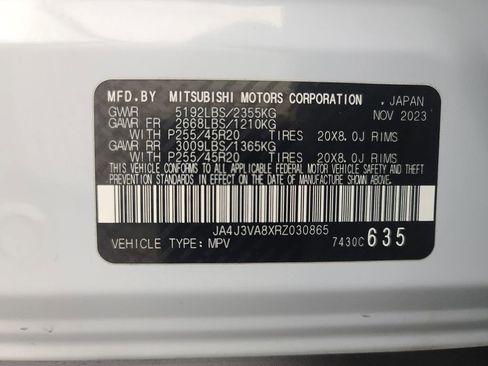 MFD.BY MITSUBISHI MOTORS CORPORATION, JAPAN
GVWR 5192LBS/2355KG NOV 2023
GAWR FR 2668LBS/1210KG
WITH P255/45R20 TIRES 20X8.0J RIMS
GAWR RR 3009LBS/1365KG
WITH P255/45R20 TIRES 20X8.0J RIMS
THIS VEHICLE CONFORMS TO ALL APPLICABLE FEDERAL MOTOR VEHICLE SAFETY AND THEFT
PREVENTION STANDARDS IN EFFECT ON THE DATE OF MANUFACTURE SHOWN ABOVE.
JA4J3VA8XRZ030865
VEHICLE TYPE: MPV 7430C 635